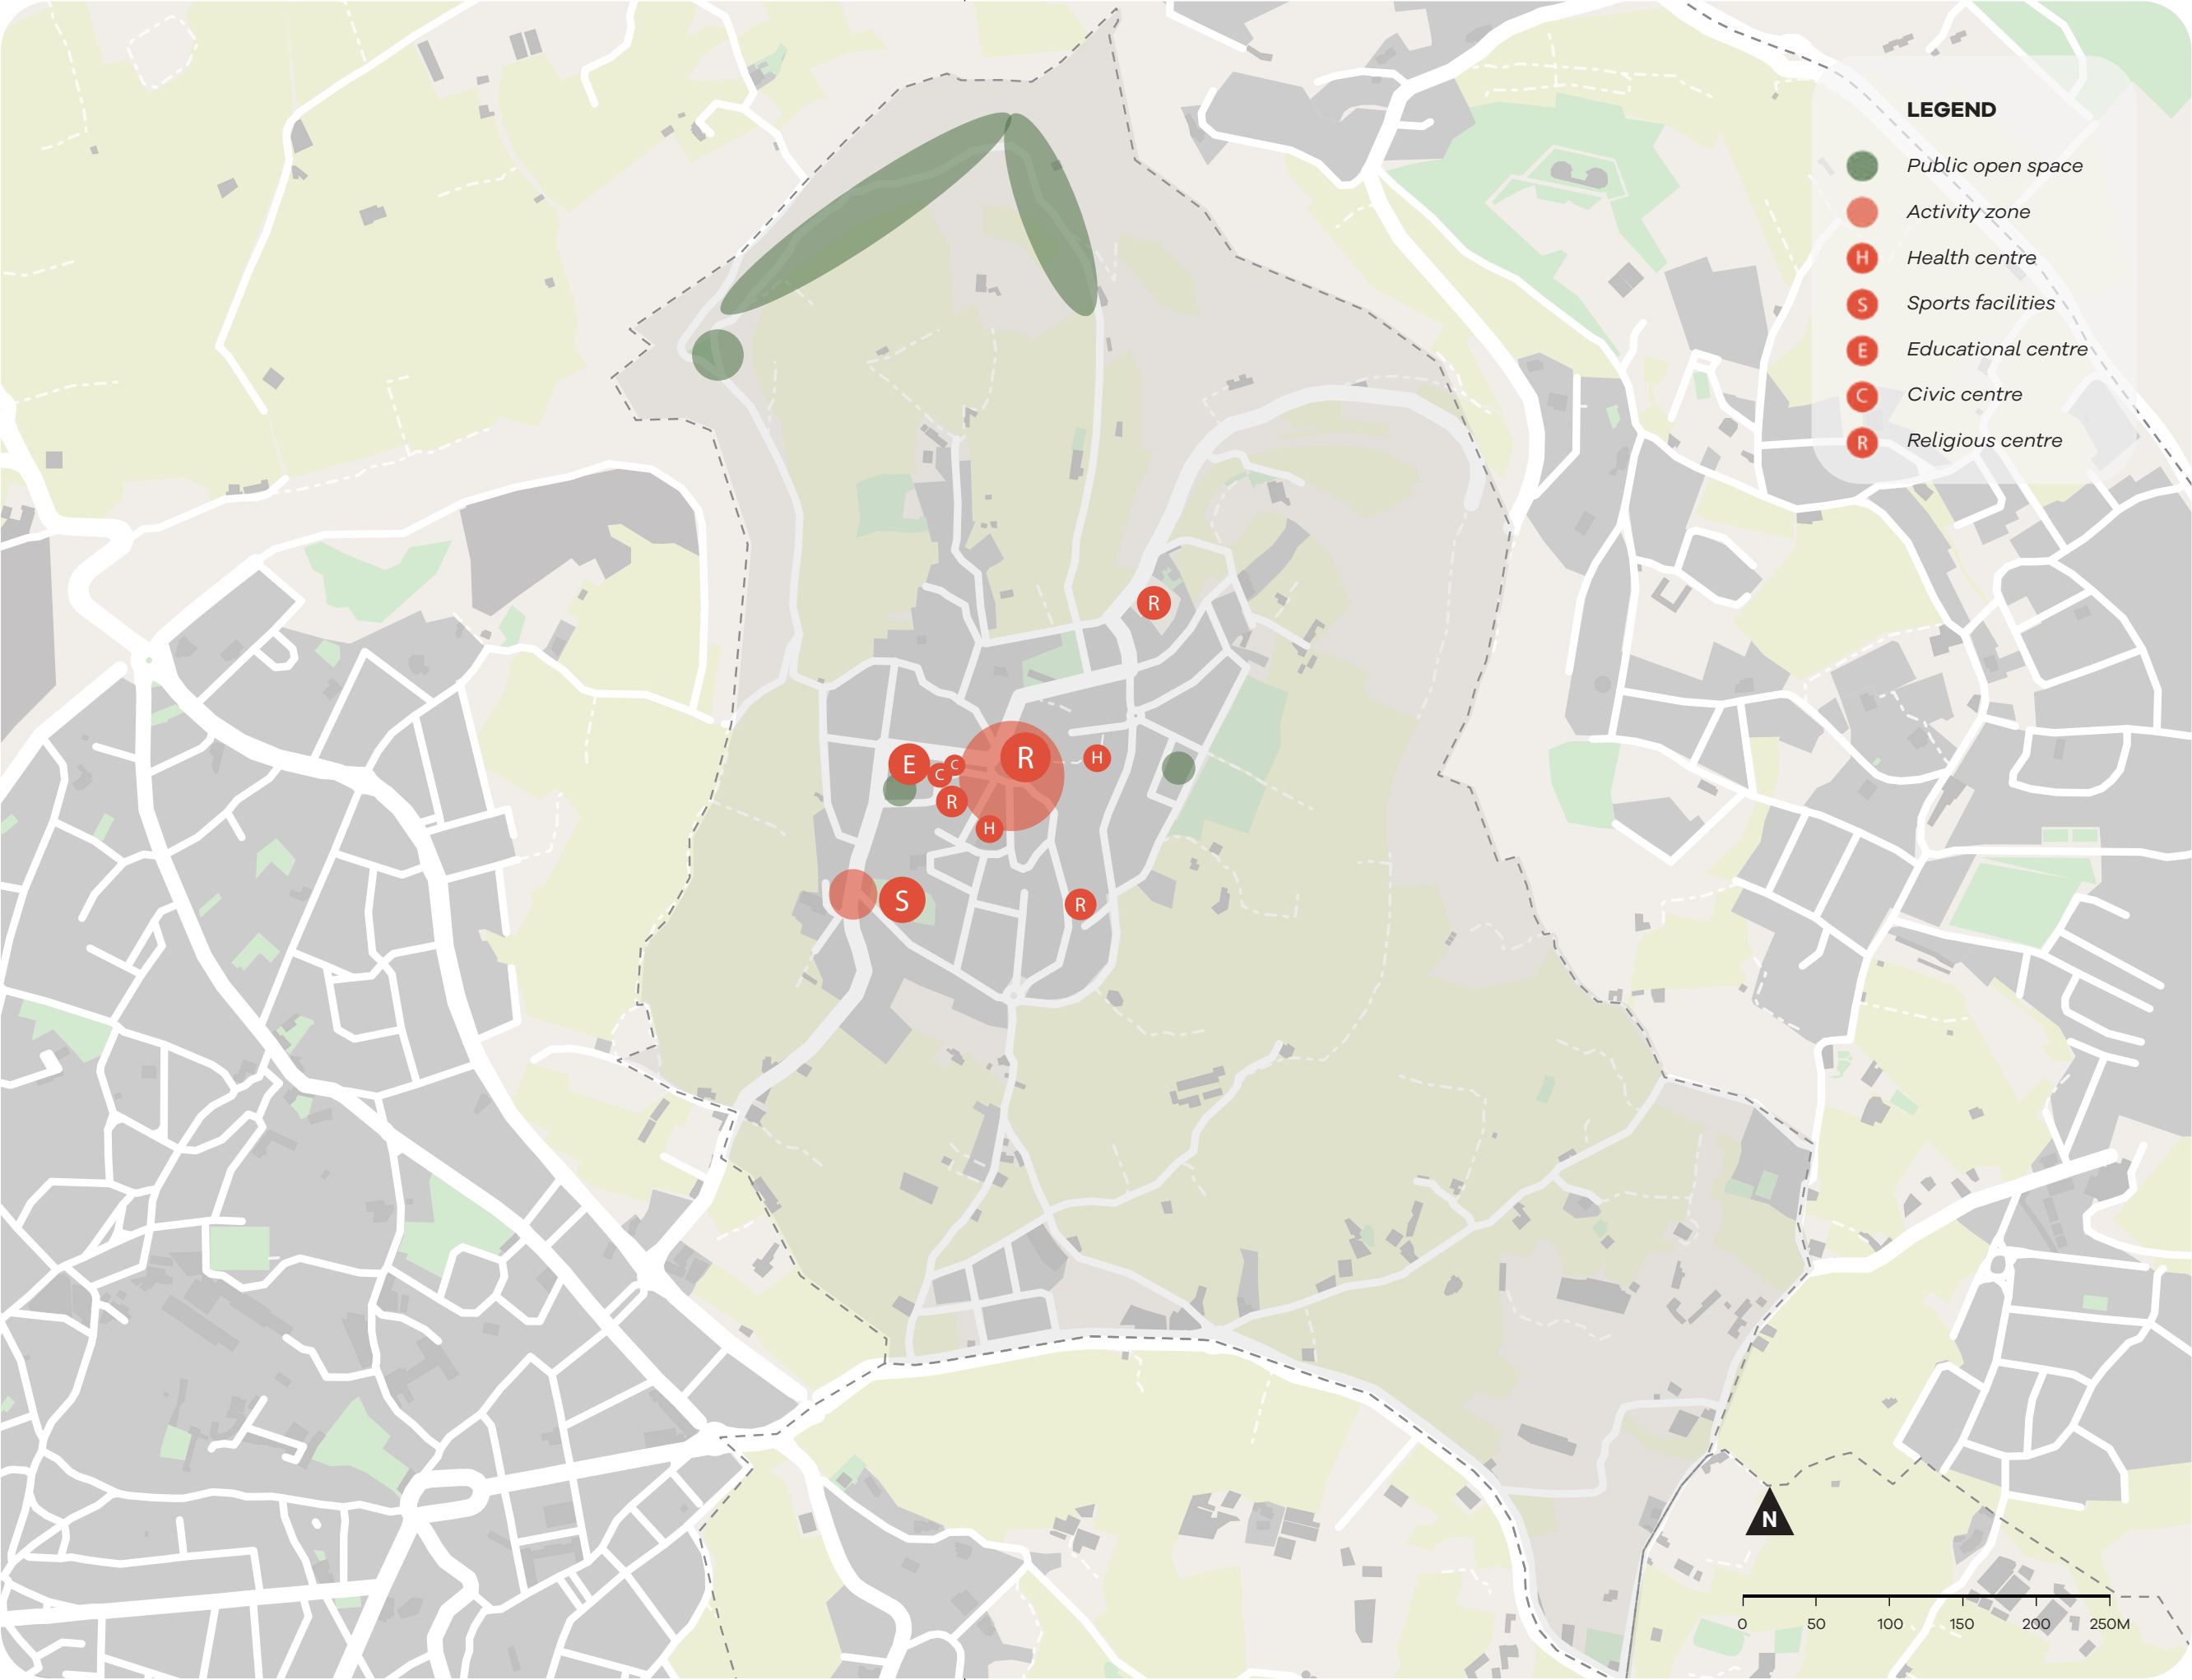 LEGEND
Public open space
Activity zone
H Health centre
S Sports facilities
E Educational centre
C Civic centre
R Religious centre
R
E
C
C
R
H
R
H
S
R
N
0 50 100 150 200 250M